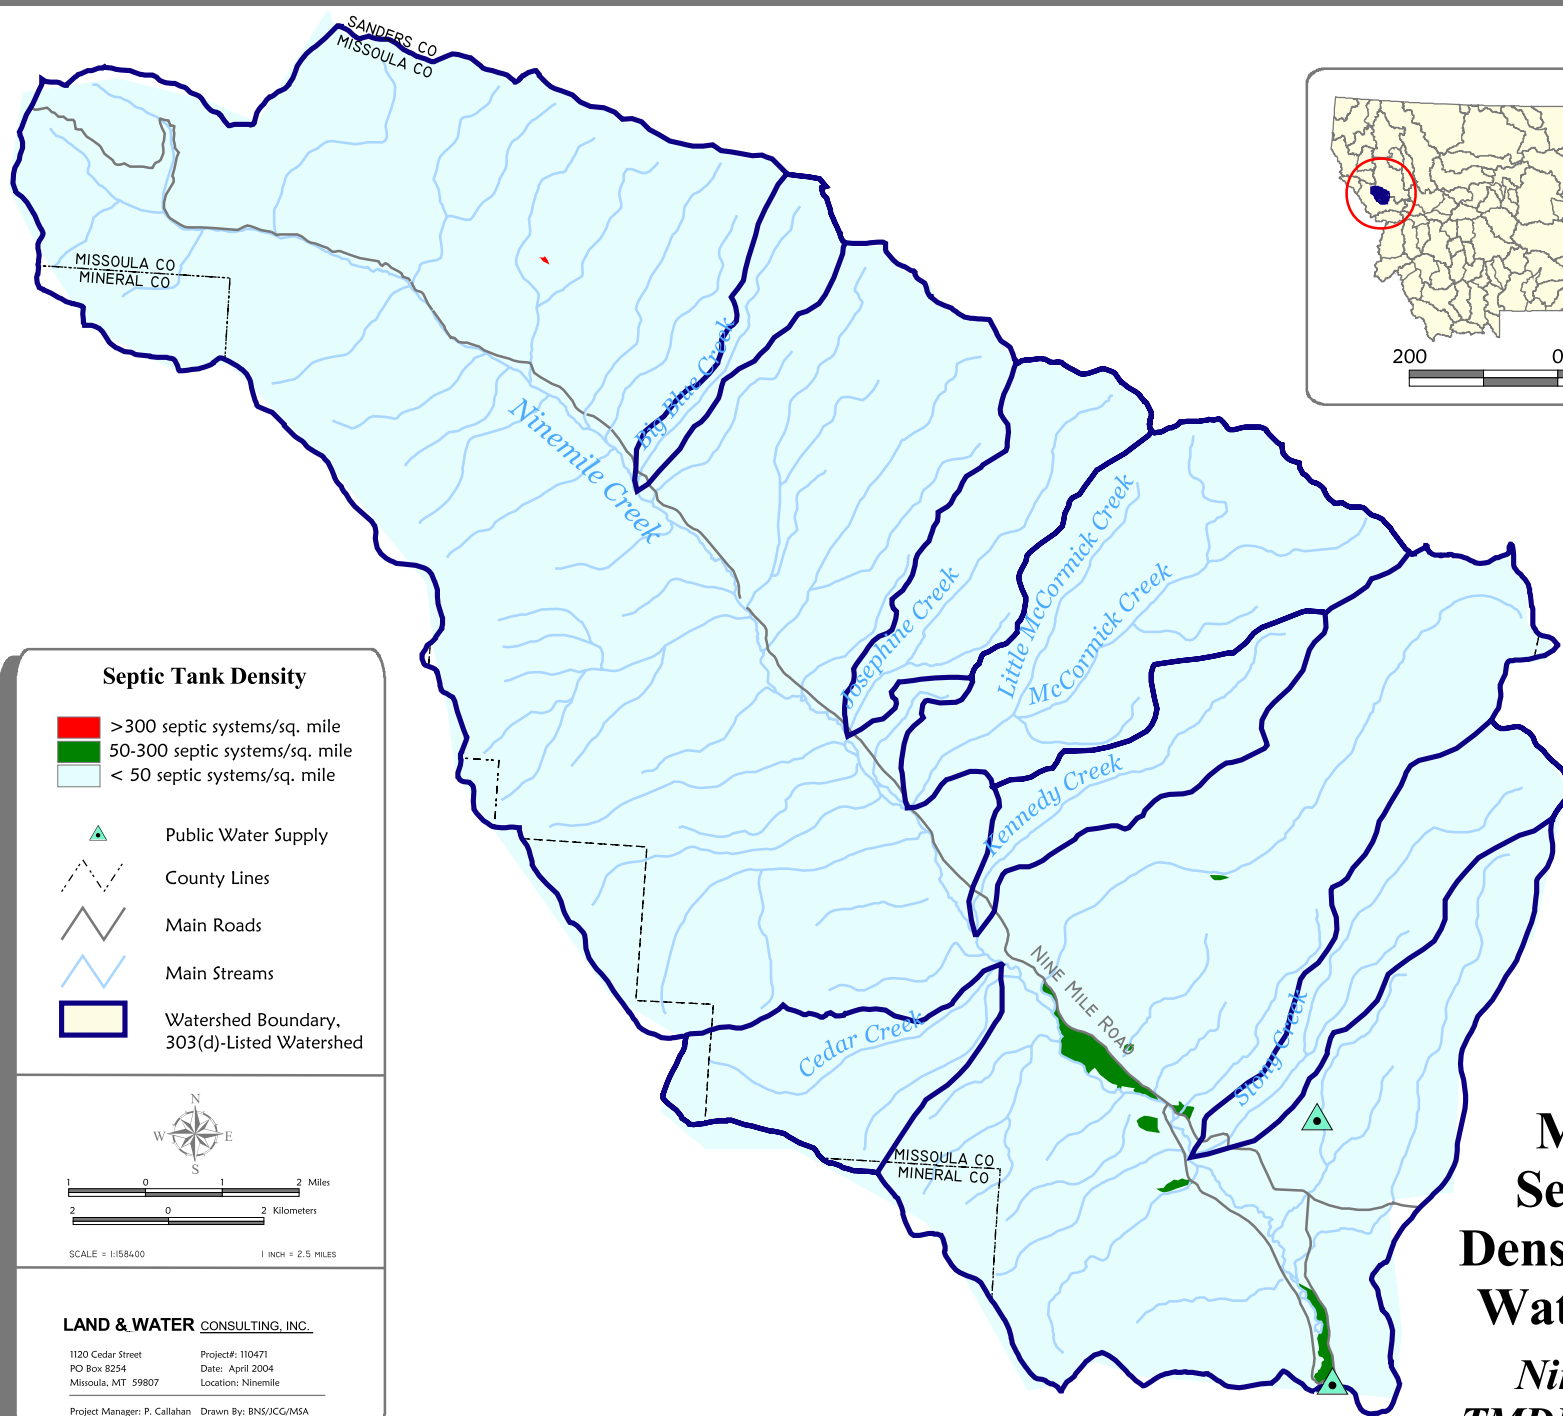 SANDERS CO
MISSOULA CO
MISSOULA CO
MINERAL CO
Big Blue Creek
Ninemile Creek
Josephine Creek
Little McCormick Creek
McCormick Creek
Kennedy Creek
NINE MILE ROAD
Cedar Creek
Stony Creek
MISSOULA CO
MINERAL CO
200 0
Septic Tank Density
>300 septic systems/sq. mile
50-300 septic systems/sq. mile
< 50 septic systems/sq. mile
Public Water Supply
County Lines
Main Roads
Main Streams
Watershed Boundary,
303(d)-Listed Watershed
N
W E
S
1 0 1 2 Miles
2 0 2 Kilometers
SCALE = 1:158400 1 INCH = 2.5 MILES
LAND & WATER CONSULTING, INC.
1120 Cedar Street Project#: 110471
PO Box 8254 Date: April 2004
Missoula, MT 59807 Location: Ninemile
Project Manager: P. Callahan Drawn By: BNS/JCG/MSA
M
Se
Dens
Wat
Nin
TMD